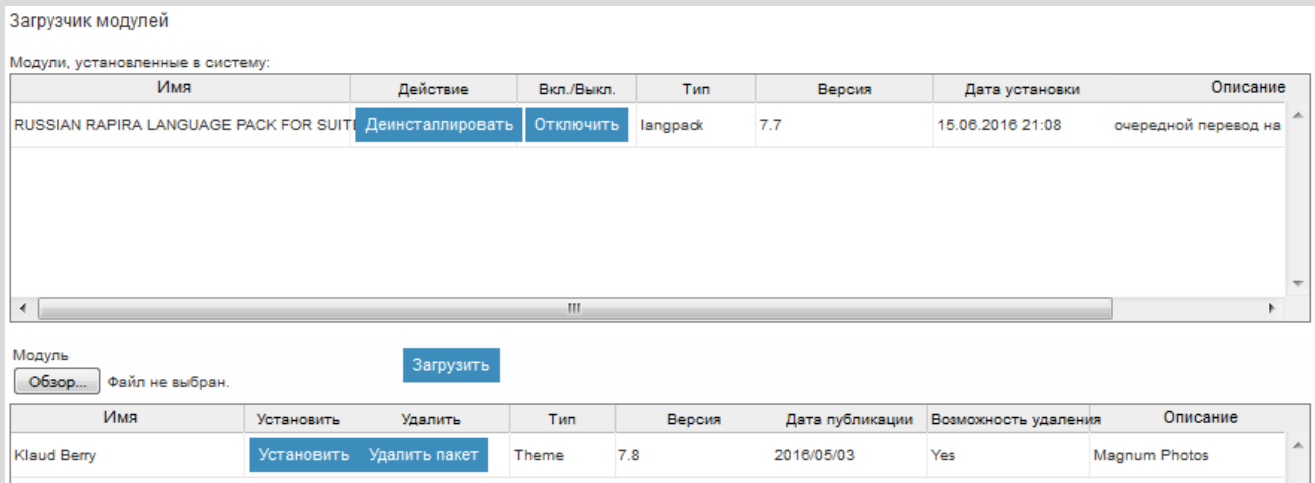 Загрузчик модулей
Модули, установленные в систему:
Имя Действие Вкл./Выкл. Тип Версия Дата установки Описание
RUSSIAN RAPIRA LANGUAGE PACK FOR Деинсталлировать Отключить langpack 7.7 15.06.2016 21:08 очередной перевод на
Модуль
Загрузить
Обзор... Файл не выбран.
Имя Установить Удалить Тип Версия Дата публикации Возможность удаления Описание
Klaud Berry Установить Удалить пакет Theme 7.8 2016/05/03 Yes Magnum Photos